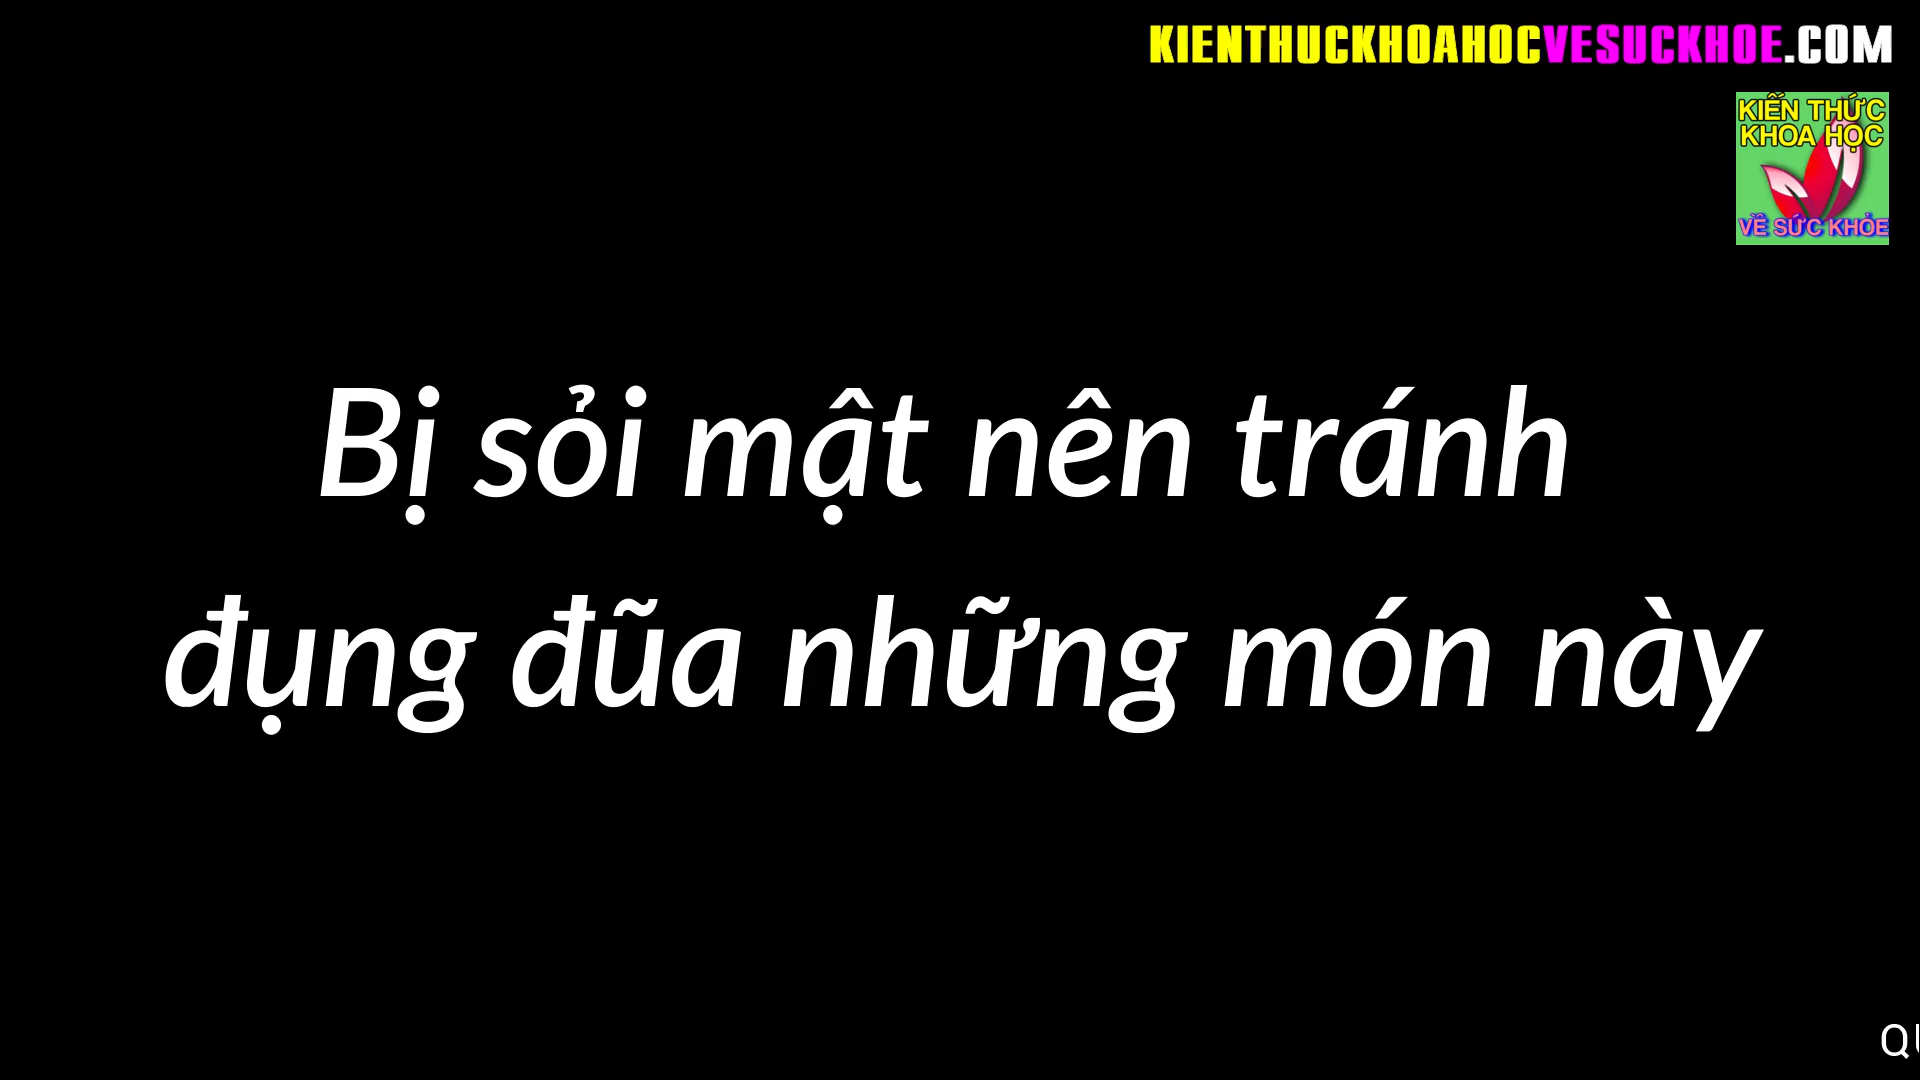 KIENTHUCKHOAHOCVESUCKHOE.COM
KIẾN THỨC
KHOA HỌC
VỀ SỨC KHỎE
Bị sỏi mật nên tránh
đụng đũa những món này